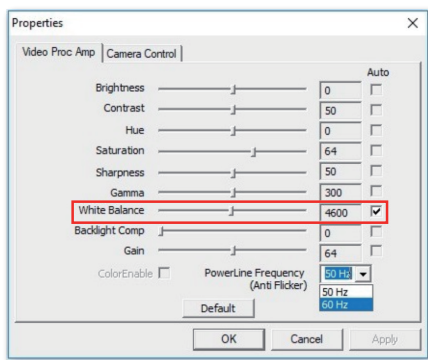 Properties
Video Proc Amp Camera Control
Auto
Brightness 0
Contrast 50
Hue 0
Saturation 64
Sharpness 50
Gamma 300
White Balance 4600
Backlight Comp 0
Gain 64
ColorEnable PowerLine Frequency 50 Hz
(Anti Flicker)
50 Hz
60 Hz
Default
OK Cancel Apply